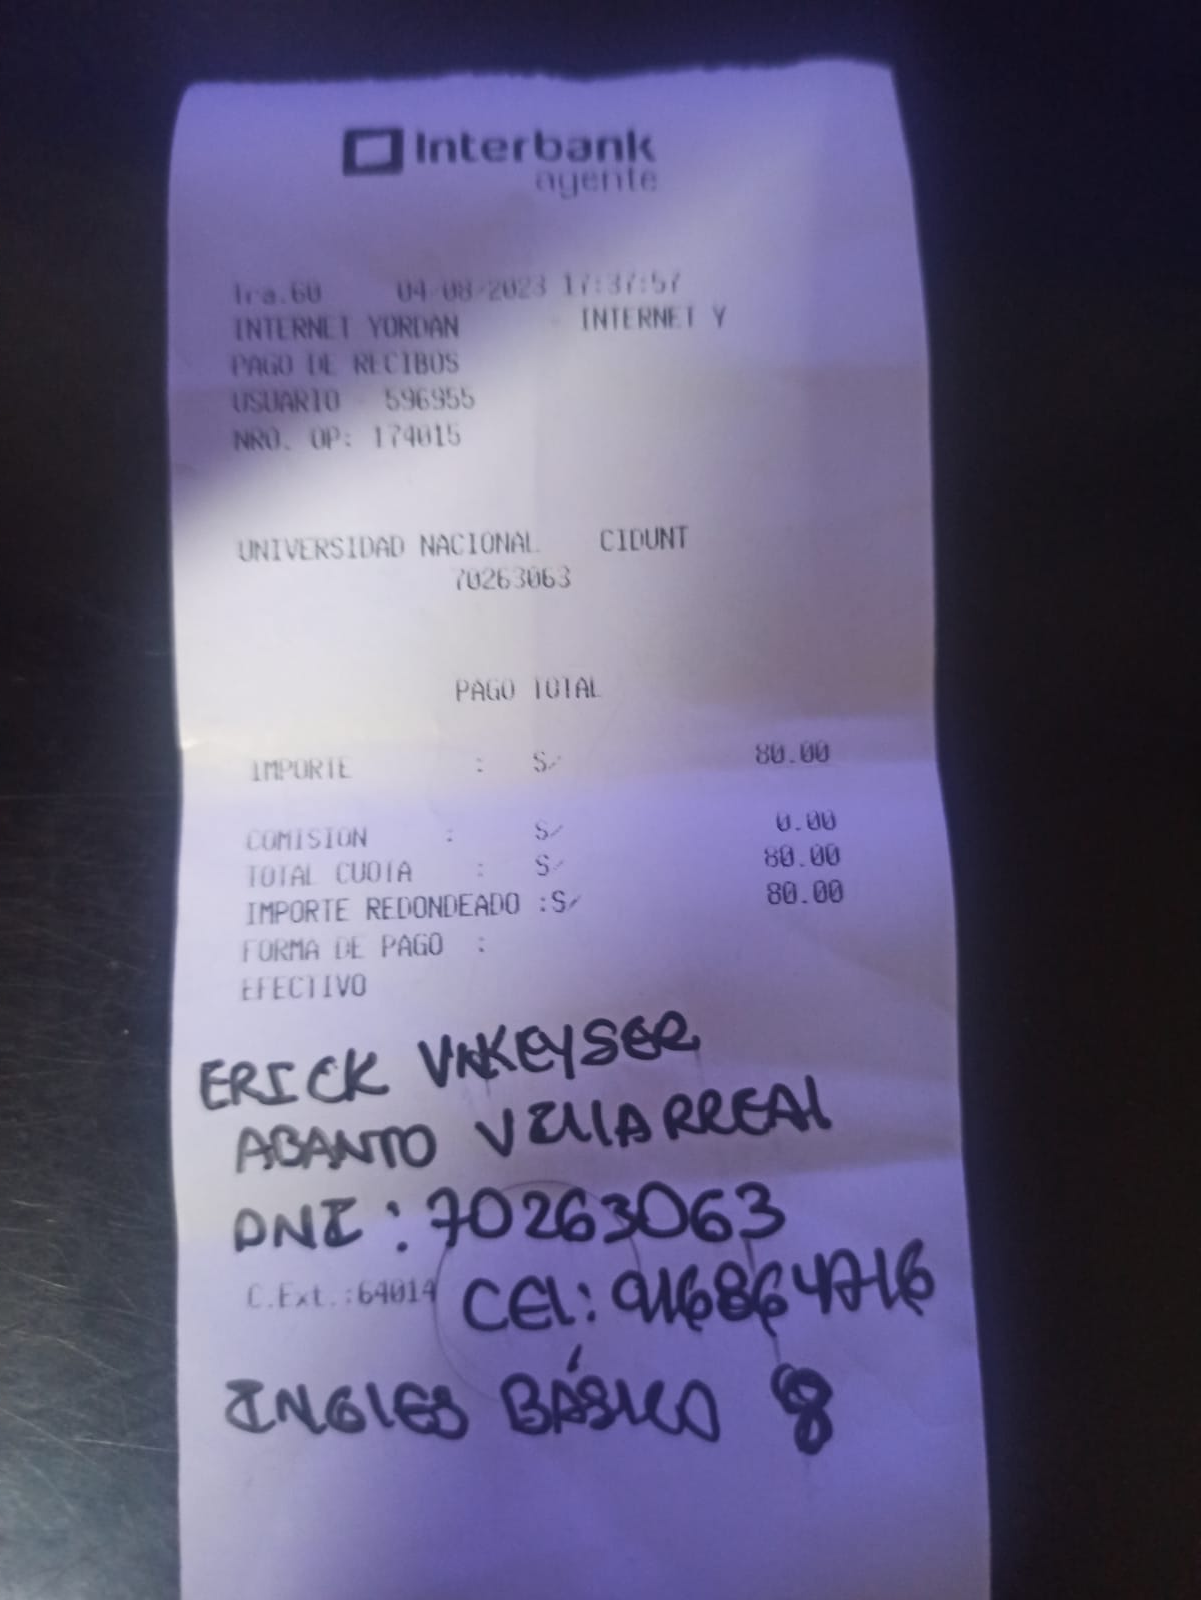 Interbank
agente
Tra.60 04-08-2023 17:37:57
INTERNET YORDAN INTERNET Y
PAGO DE RECIBOS
USUARIO 596955
NRO. OP: 174015
UNIVERSIDAD NACIONAL CIDUNT
70263063
PAGO TOTAL
IMPORTE : S/ 80.00
COMISION : S/ 0.00
TOTAL CUOTA : S/ 80.00
IMPORTE REDONDEADO :S/ 80.00
FORMA DE PAGO :
EFECTIVO
ERICK
ABANTO VILLARREAL
DNI: 70263063
C.Ext.:64014 CEL:
INGLES BÁSICO 8